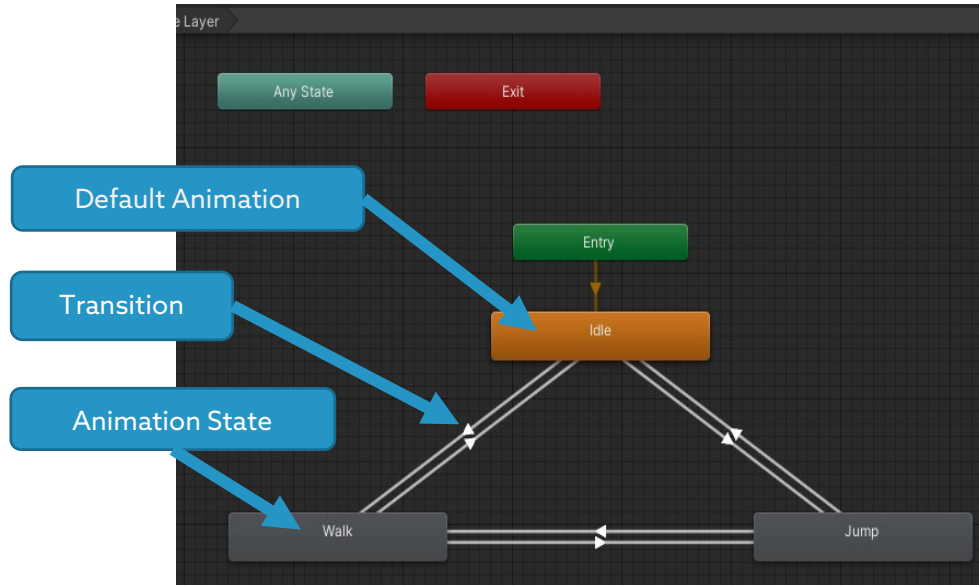 e Layer
Any State
Exit
Default Animation
Entry
Transition
Idle
Animation State
Walk
Jump